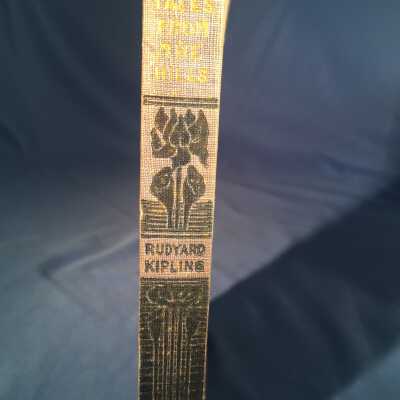 TALES
FROM
THE
HILLS
RUDYARD
KIPLING